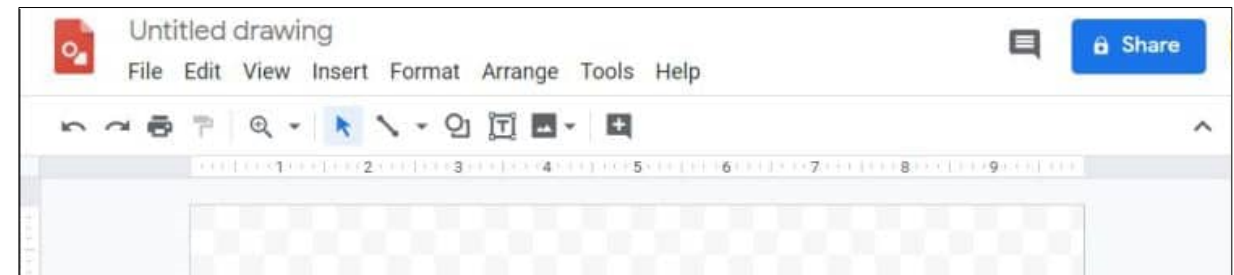 Untitled drawing
Share
File Edit View Insert Format Arrange Tools Help
1 2 3 4 5 6 7 8 9